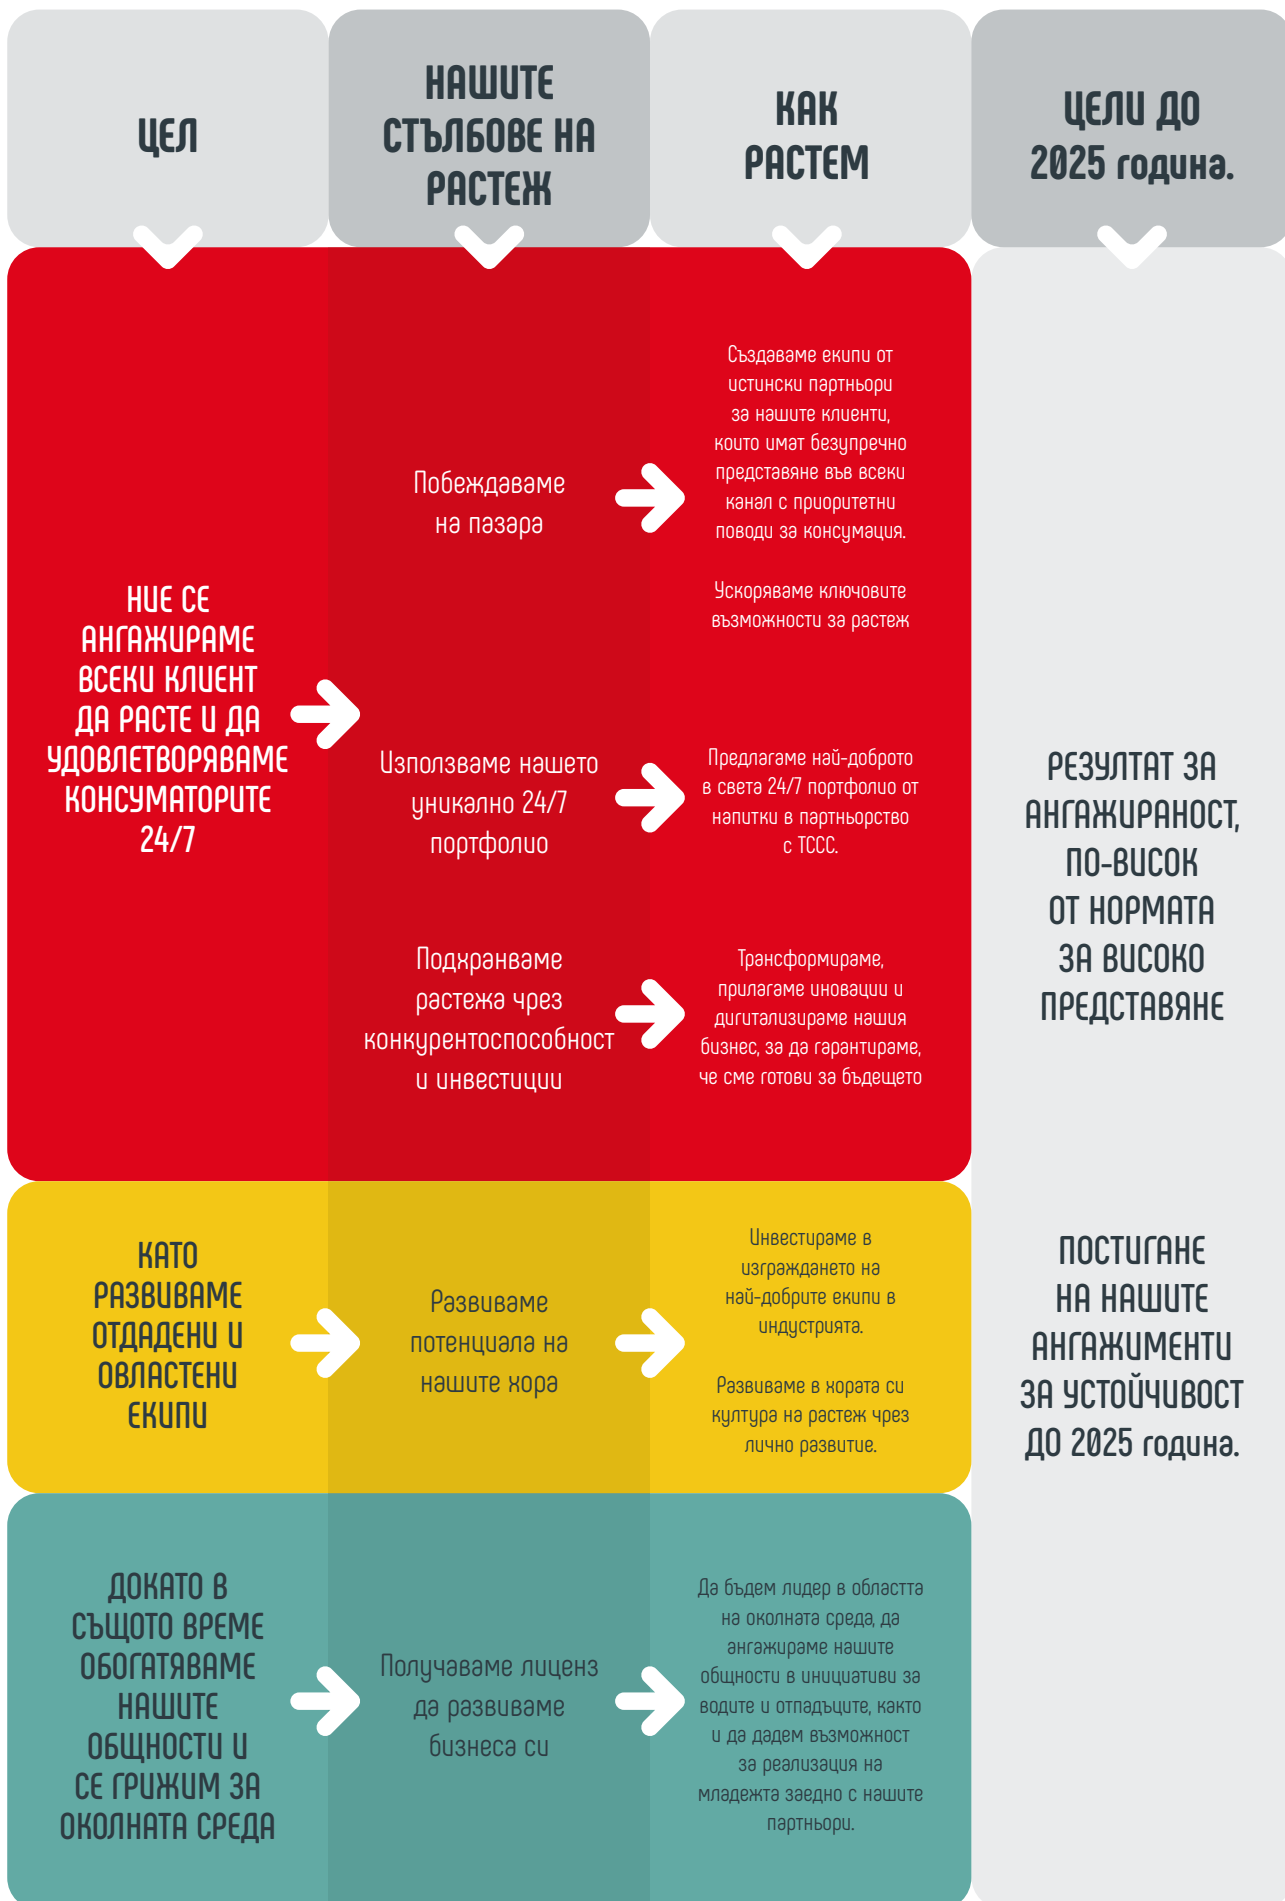 ЦЕЛ
НАШИТЕ
СТЪЛБОВЕ НА
РАСТЕЖ
КАК
РАСТЕМ
ЦЕЛИ ДО
2025 година.
НИЕ СЕ
АНГАЖИРАМЕ
ВСЕКИ КЛИЕНТ
ДА РАСТЕ И ДА
УДОВЛЕТВОРЯВАМЕ
КОНСУМАТОРИТЕ
24/7
Побеждаваме
на пазара
Създаваме екипи от
истински партньори
за нашите клиенти,
които имат безупречно
представяне във всеки
канал с приоритетни
поводи за консумация.
Ускоряваме ключовите
възможности за растеж
Използваме нашето
уникално 24/7
портфолио
Предлагаме най-доброто
в света 24/7 портфолио от
напитки в партньорство
с TCCC.
Подхранваме
растежа чрез
конкурентоспособност
и инвестиции
Трансформираме,
прилагаме иновации и
дигитализираме нашия
бизнес, за да гарантираме,
че сме готови за бъдещето
КАТО
РАЗВИВАМЕ
ОТДАДЕНИ И
ОВЛАСТЕНИ
ЕКИПИ
Развиваме
потенциала на
нашите хора
Инвестираме в
изграждането на
най-добрите екипи в
индустрията.
Развиваме в хората си
култура на растеж чрез
лично развитие.
ДОКАТО В
СЪЩОТО ВРЕМЕ
ОБОГАТЯВАМЕ
НАШИТЕ
ОБЩНОСТИ И
СЕ ГРИЖИМ ЗА
ОКОЛНАТА СРЕДА
Получаваме лиценз
да развиваме
бизнеса си
Да бъдем лидер в областта
на околната среда, да
ангажираме нашите
общности в инициативи за
водите и отпадъците, както
и да дадем възможност
за реализация на
младежта заедно с нашите
партньори.
РЕЗУЛТАТ ЗА
АНГАЖИРАНОСТ,
ПО-ВИСОК
ОТ НОРМАТА
ЗА ВИСОКО
ПРЕДСТАВЯНЕ
ПОСТИГАНЕ
НА НАШИТЕ
АНГАЖИМЕНТИ
ЗА УСТОЙЧИВОСТ
ДО 2025 година.